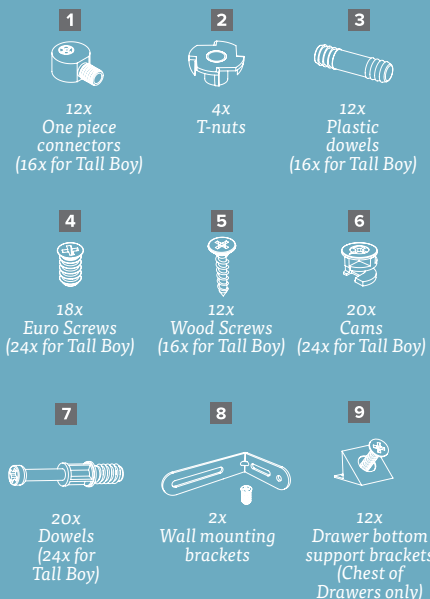 1
12x
One piece
connectors
(16x for Tall Boy)
2
4x
T-nuts
3
12x
Plastic
dowels
(16x for Tall Boy)
4
18x
Euro Screws
(24x for Tall Boy)
5
12x
Wood Screws
(16x for Tall Boy)
6
20x
Cams
(24x for Tall Boy)
7
20x
Dowels
(24x for
Tall Boy)
8
2x
Wall mounting
brackets
9
12x
Drawer bottom
support brackets
(Chest of
Drawers only)